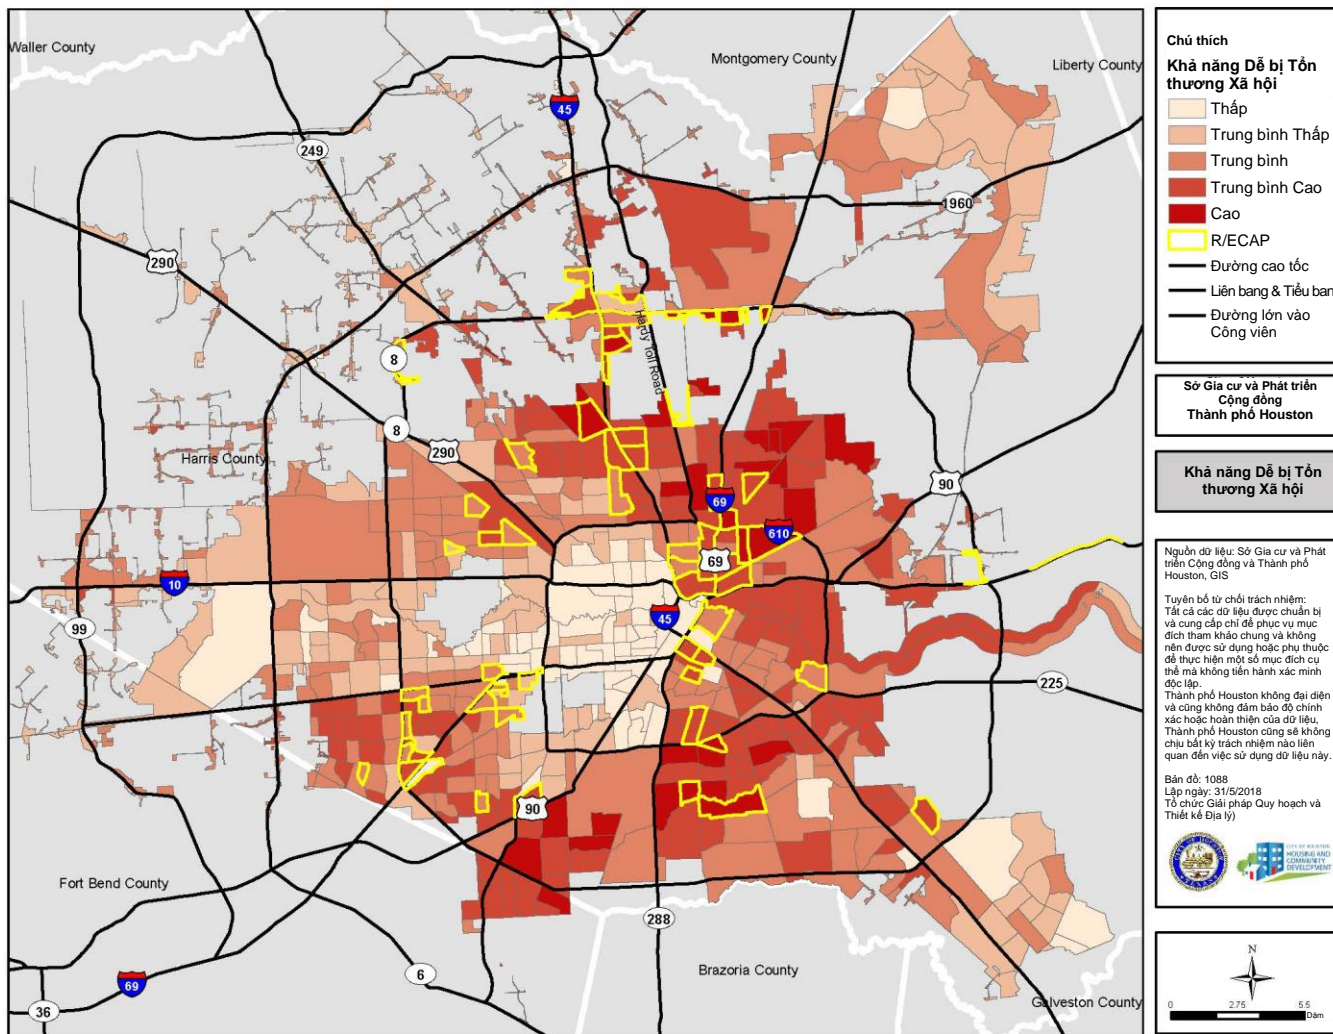 Waller County
Montgomery County
Liberty County
45
249
1960
290
Hardy Toll Road
8
8
290
Harris County
90
69
610
69
10
45
99
225
90
Fort Bend County
288
6
Brazoria County
69
36
Galveston County
Chú thích
Khả năng Dễ bị Tổn
thương Xã hội
Thấp
Trung bình Thấp
Trung bình
Trung bình Cao
Cao
R/ECAP
Đường cao tốc
Liên bang & Tiểu ban
Đường lớn vào
Công viên
Sở Gia cư và Phát triển
Cộng đồng
Thành phố Houston
Khả năng Dễ bị Tổn
thương Xã hội
Nguồn dữ liệu: Sở Gia cư và Phát
triển Cộng đồng và Thành phố
Houston, GIS
Tuyên bố từ chối trách nhiệm:
Tất cả các dữ liệu được chuẩn bị
và cung cấp chỉ để phục vụ mục
đích tham khảo chung và không
nên được sử dụng hoặc phụ thuộc
để thực hiện một số mục đích cụ
thể mà không tiến hành xác minh
độc lập.
Thành phố Houston không đại diện
và cũng không đảm bảo độ chính
xác hoặc hoàn thiện của dữ liệu,
Thành phố Houston cũng sẽ không
chịu bất kỳ trách nhiệm nào liên
quan đến việc sử dụng dữ liệu này.
Bản đồ: 1088
Lập ngày: 31/5/2018
Tổ chức Giải pháp Quy hoạch và
Thiết kế Địa lý)
CITY OF HOUSTON
HOUSING AND
COMMUNITY
DEVELOPMENT
N
0 2.75 5.5
Dặm